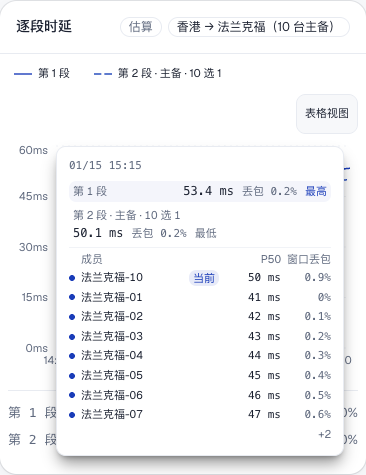 逐段时延 估算 香港 → 法兰克福（10 台主备）
第 1 段 第 2 段 · 主备 · 10 选 1
表格视图
60ms
45ms
30ms
15ms
0ms
14:
0
01/15 15:15
第 1 段 53.4 ms 丢包 0.2% 最高
第 2 段 · 主备 · 10 选 1
50.1 ms 丢包 0.2% 最低
成员 P50 窗口丢包
法兰克福-10 当前 50 ms 0.9%
法兰克福-01 41 ms 0%
法兰克福-02 42 ms 0.1%
法兰克福-03 43 ms 0.2%
法兰克福-04 44 ms 0.3%
法兰克福-05 45 ms 0.4%
法兰克福-06 46 ms 0.5%
法兰克福-07 47 ms 0.6%
+2
第 1 段 0%
第 2 段 0%